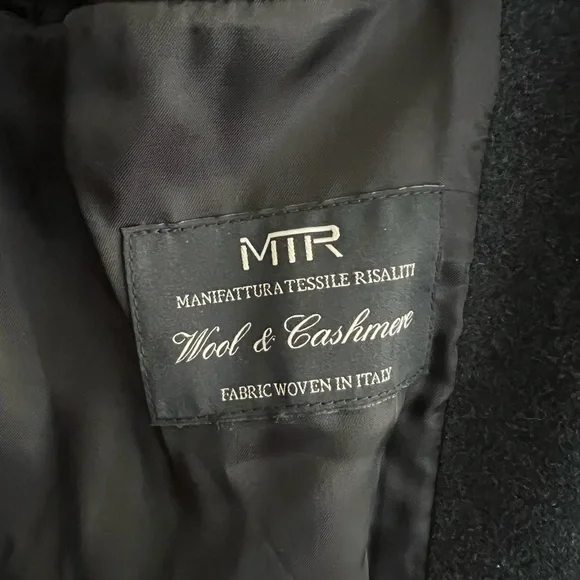 MTR
MANIFATTURA TESSILE RISALITI
Wool & Cashmere
FABRIC WOVEN IN ITALY